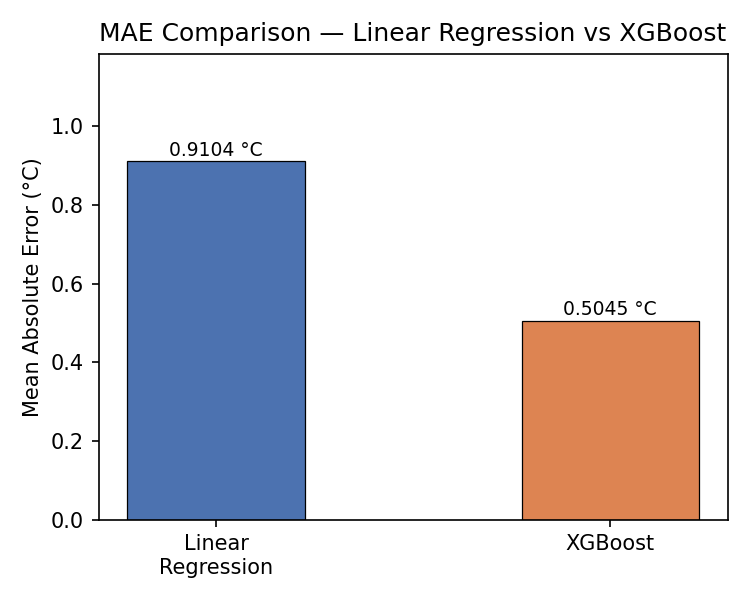 MAE Comparison — Linear Regression vs XGBoost
Mean Absolute Error (°C)
1.0
0.8
0.6
0.4
0.2
0.0
0.9104 °C
0.5045 °C
Linear
Regression
XGBoost